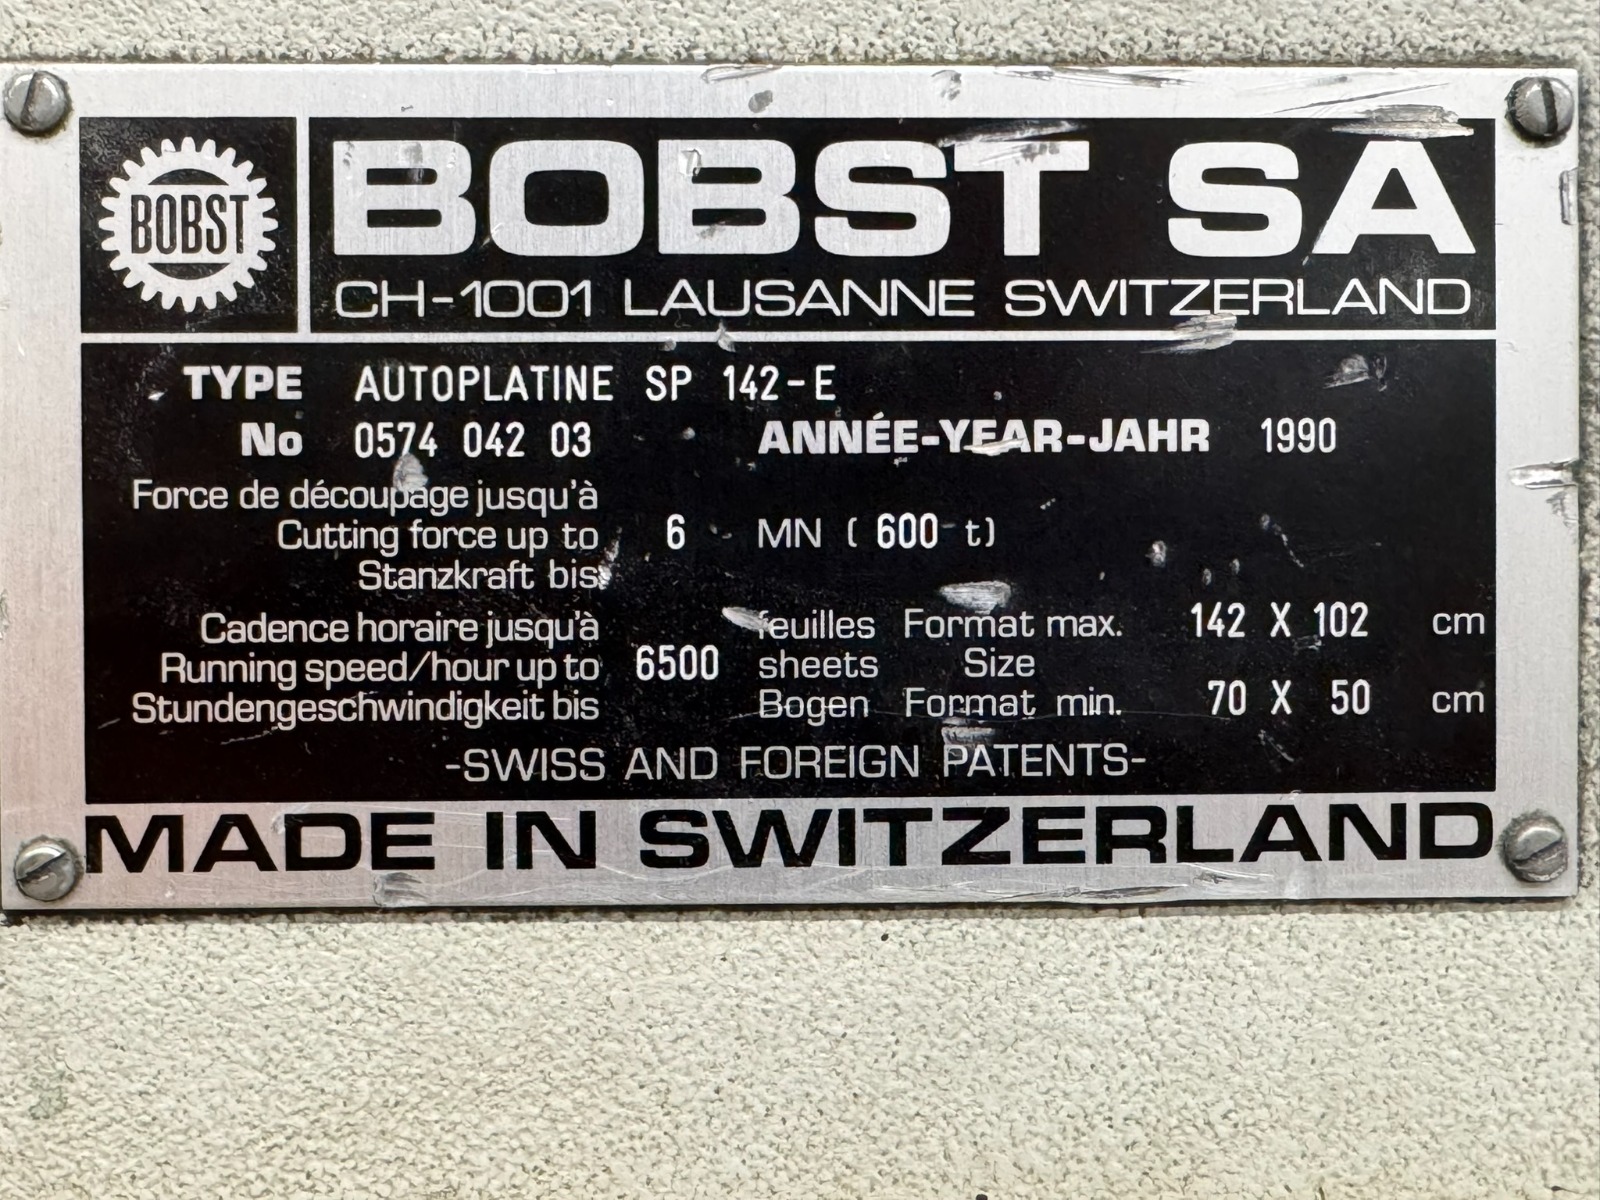 BOBST
BOBST SA
CH-1001 LAUSANNE SWITZERLAND
TYPE AUTOPLATINE SP 142-E
No 0574 042 03 ANNÉE-YEAR-JAHR 1990
Force de découpage jusqu'à
Cutting force up to 6 MN (600 t)
Stanzkraft bis
Cadence horaire jusqu'à feuilles Format max. 142 X 102 cm
Running speed/hour up to 6500 sheets Size
Stundengeschwindigkeit bis Bogen Format min. 70 X 50 cm
-SWISS AND FOREIGN PATENTS-
MADE IN SWITZERLAND